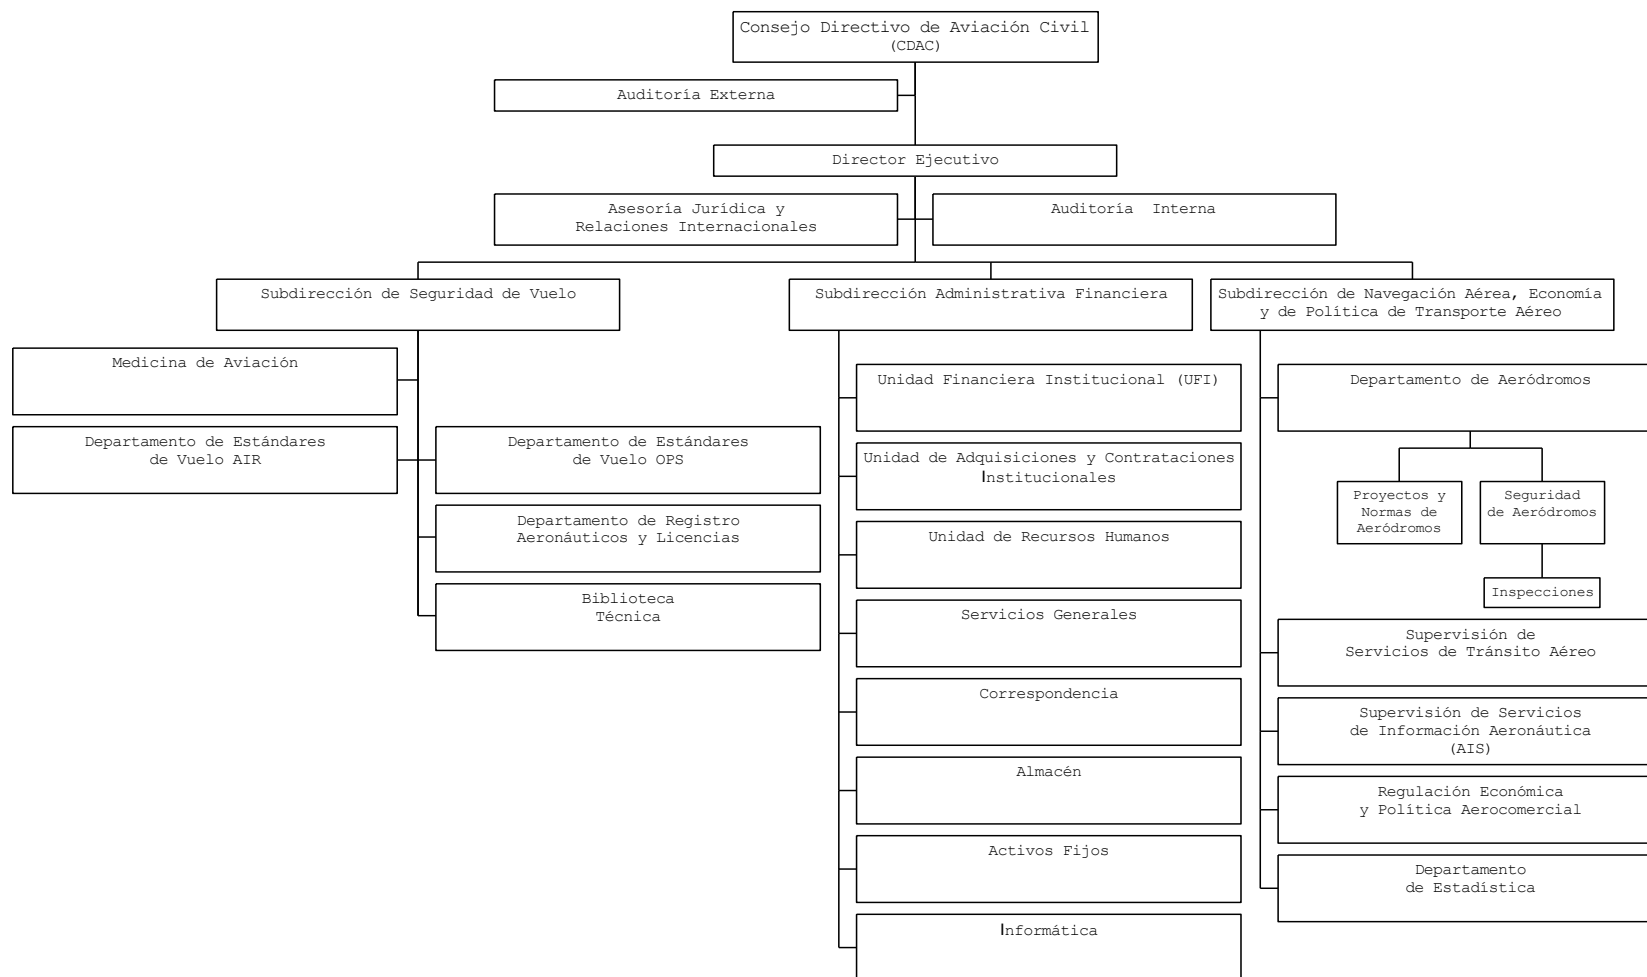 Consejo Directivo de Aviación Civil
(CDAC)
Auditoría Externa
Director Ejecutivo
Asesoría Jurídica y
Relaciones Internacionales
Auditoría  Interna
Subdirección de Seguridad de Vuelo
Subdirección Administrativa Financiera
Subdirección de Navegación Aérea, Economía
y de Política de Transporte Aéreo
Medicina de Aviación
Departamento de Estándares
de Vuelo AIR
Departamento de Estándares
de Vuelo OPS
Departamento de Registro
Aeronáuticos y Licencias
Biblioteca
Técnica
Unidad Financiera Institucional (UFI)
Unidad de Adquisiciones y Contrataciones
Institucionales
Unidad de Recursos Humanos
Servicios Generales
Correspondencia
Almacén
Activos Fijos
Informática
Departamento de Aeródromos
Proyectos y
Normas de
Aeródromos
Seguridad
de Aeródromos
Inspecciones
Supervisión de
Servicios de Tránsito Aéreo
Supervisión de Servicios
de Información Aeronáutica
(AIS)
Regulación Económica
y Política Aerocomercial
Departamento
de Estadística